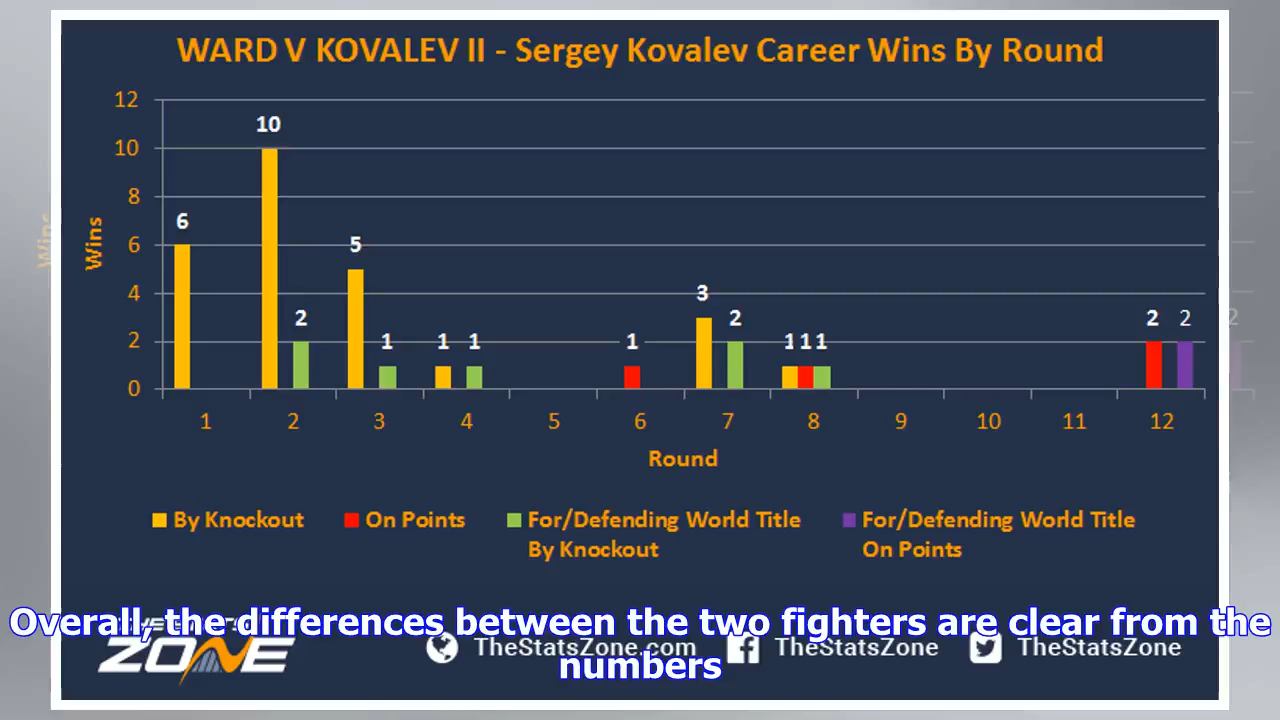 WARD V KOVALEV II - Sergey Kovalev Career Wins By Round
12
10
8
6
4
2
0
Wins
6
10
2
5
1
1
1
1
3
2
1
1
1
2
2
2
1
2
3
4
5
6
7
8
9
10
11
12
Round
By Knockout
On Points
For/Defending World Title
By Knockout
For/Defending World Title
On Points
Overall, the differences between the two fighters are clear from the
numbers
ZONE
TheStatsZone.com
TheStatsZone
TheStatsZone
Wins